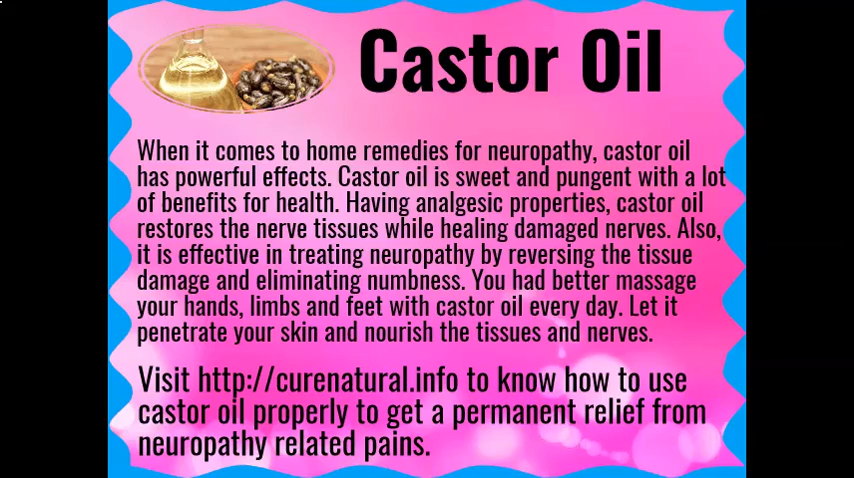 Castor Oil
When it comes to home remedies for neuropathy, castor oil
has powerful effects. Castor oil is sweet and pungent with a lot
of benefits for health. Having analgesic properties, castor oil
restores the nerve tissues while healing damaged nerves. Also,
it is effective in treating neuropathy by reversing the tissue
damage and eliminating numbness. You had better massage
your hands, limbs and feet with castor oil every day. Let it
penetrate your skin and nourish the tissues and nerves.
Visit http://curenatural.info to know how to use
castor oil properly to get a permanent relief from
neuropathy related pains.